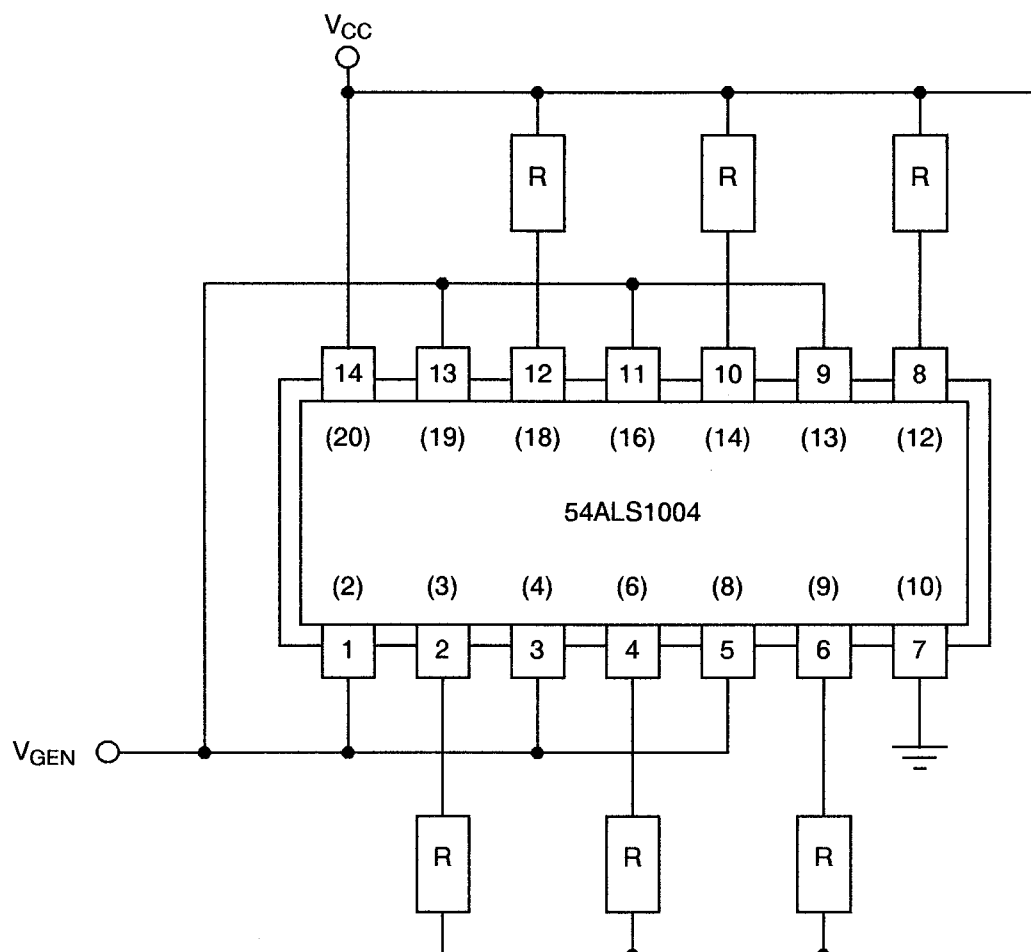 VCC
R R R
14 13 12 11 10 9 8
(20) (19) (18) (16) (14) (13) (12)
54ALS1004
(2) (3) (4) (6) (8) (9) (10)
1 2 3 4 5 6 7
VGEN
R R R